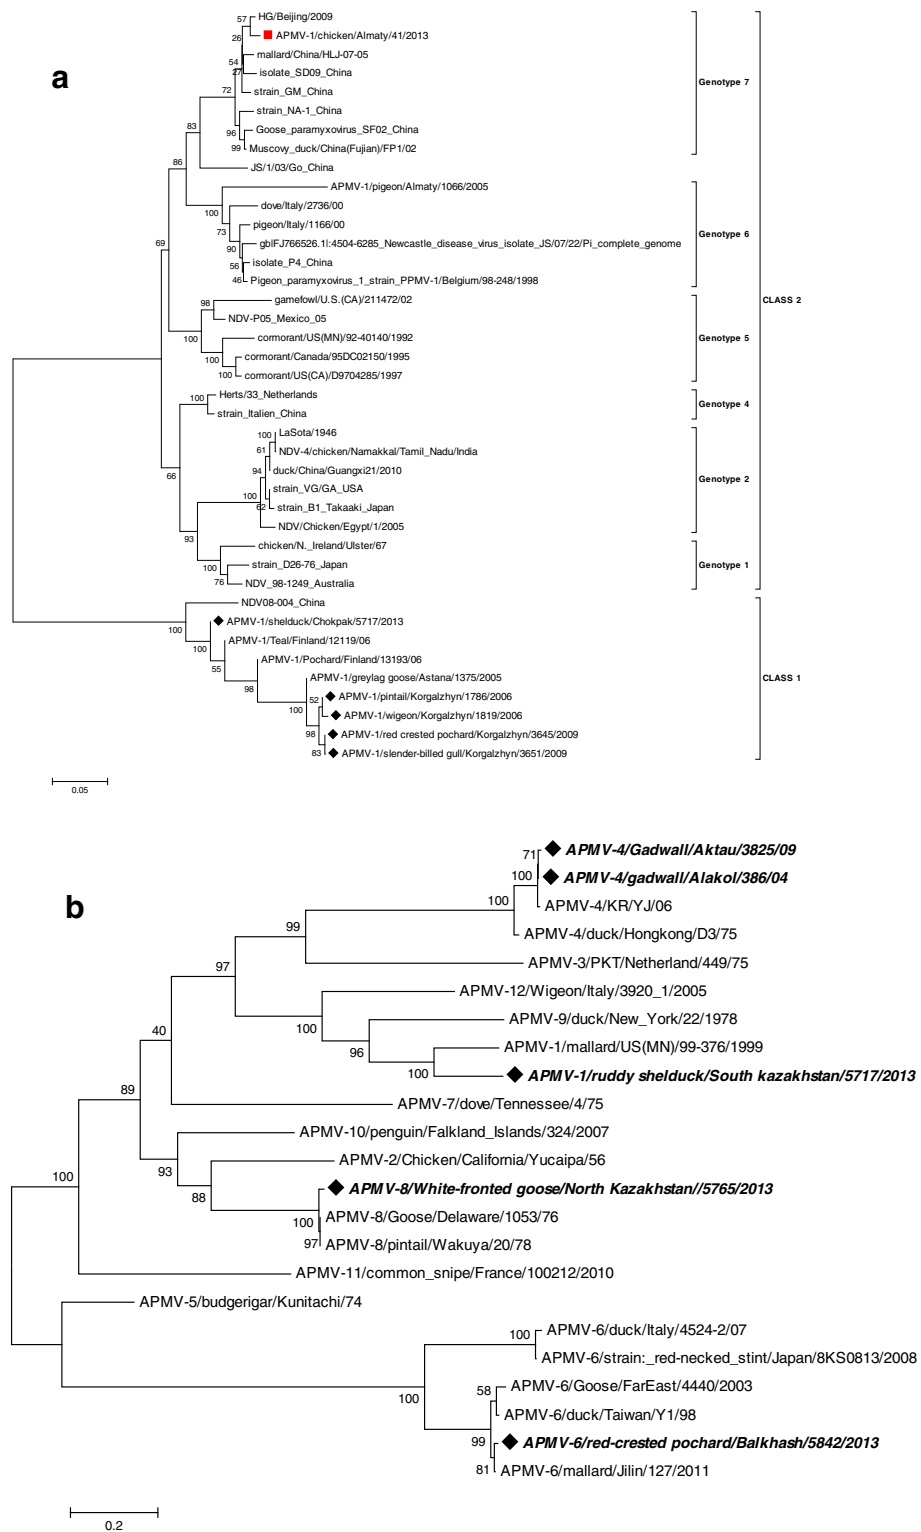 a
57
HG/Beijing/2009
26
APMV-1/chicken/Almaty/41/2013
54
mallard/China/HLJ-07-05
27
isolate_SD09_China
72
strain_GM_China
strain_NA-1_China
83
96
Goose_paramyxovirus_SF02_China
99
Muscovy_duck/China(Fujian)/FP1/02
86
JS/1/03/Go_China
Genotype 7
APMV-1/pigeon/Almaty/1066/2005
100
dove/Italy/2736/00
73
pigeon/Italy/1166/00
69
90
gb|FJ766526.1|:4504-6285_Newcastle_disease_virus_isolate_JS/07/22/Pi_complete_genome
56
isolate_P4_China
46
Pigeon_paramyxovirus_1_strain_PPMV-1/Belgium/98-248/1998
Genotype 6
98
gamefowl/U.S.(CA)/211472/02
NDV-P05_Mexico_05
100
cormorant/US(MN)/92-40140/1992
100
cormorant/Canada/95DC02150/1995
100
cormorant/US(CA)/D9704285/1997
Genotype 5
CLASS 2
100
Herts/33_Netherlands
strain_Italien_China
Genotype 4
66
100
LaSota/1946
61
NDV-4/chicken/Namakkal/Tamil_Nadu/India
94
duck/China/Guangxi21/2010
100
strain_VG/GA_USA
62
strain_B1_Takaaki_Japan
NDV/Chicken/Egypt/1/2005
Genotype 2
93
chicken/N._Ireland/Ulster/67
100
strain_D26-76_Japan
76
NDV_98-1249_Australia
Genotype 1
NDV08-004_China
100
APMV-1/shelduck/Chokpak/5717/2013
100
APMV-1/Teal/Finland/12119/06
55
APMV-1/Pochard/Finland/13193/06
98
APMV-1/greylag goose/Astana/1375/2005
100
52
APMV-1/pintail/Korgalzhyn/1786/2006
APMV-1/wigeon/Korgalzhyn/1819/2006
98
APMV-1/red crested pochard/Korgalzhyn/3645/2009
83
APMV-1/slender-billed gull/Korgalzhyn/3651/2009
CLASS 1
0.05
b
71
APMV-4/Gadwall/Aktau/3825/09
100
APMV-4/gadwall/Alakol/386/04
100
APMV-4/KR/YJ/06
APMV-4/duck/Hongkong/D3/75
99
APMV-3/PKT/Netherland/449/75
97
APMV-12/Wigeon/Italy/3920_1/2005
100
APMV-9/duck/New_York/22/1978
96
APMV-1/mallard/US(MN)/99-376/1999
100
APMV-1/ruddy shelduck/South kazakhstan/5717/2013
40
APMV-7/dove/Tennessee/4/75
89
APMV-10/penguin/Falkland_Islands/324/2007
93
APMV-2/Chicken/California/Yucaipa/56
88
APMV-8/White-fronted goose/North Kazakhstan//5765/2013
100
APMV-8/Goose/Delaware/1053/76
97
APMV-8/pintail/Wakuya/20/78
100
APMV-11/common_snipe/France/100212/2010
APMV-5/budgerigar/Kunitachi/74
100
APMV-6/duck/Italy/4524-2/07
APMV-6/strain:_red-necked_stint/Japan/8KS0813/2008
100
58
APMV-6/Goose/FarEast/4440/2003
APMV-6/duck/Taiwan/Y1/98
99
APMV-6/red-crested pochard/Balkhash/5842/2013
81
APMV-6/mallard/Jilin/127/2011
0.2